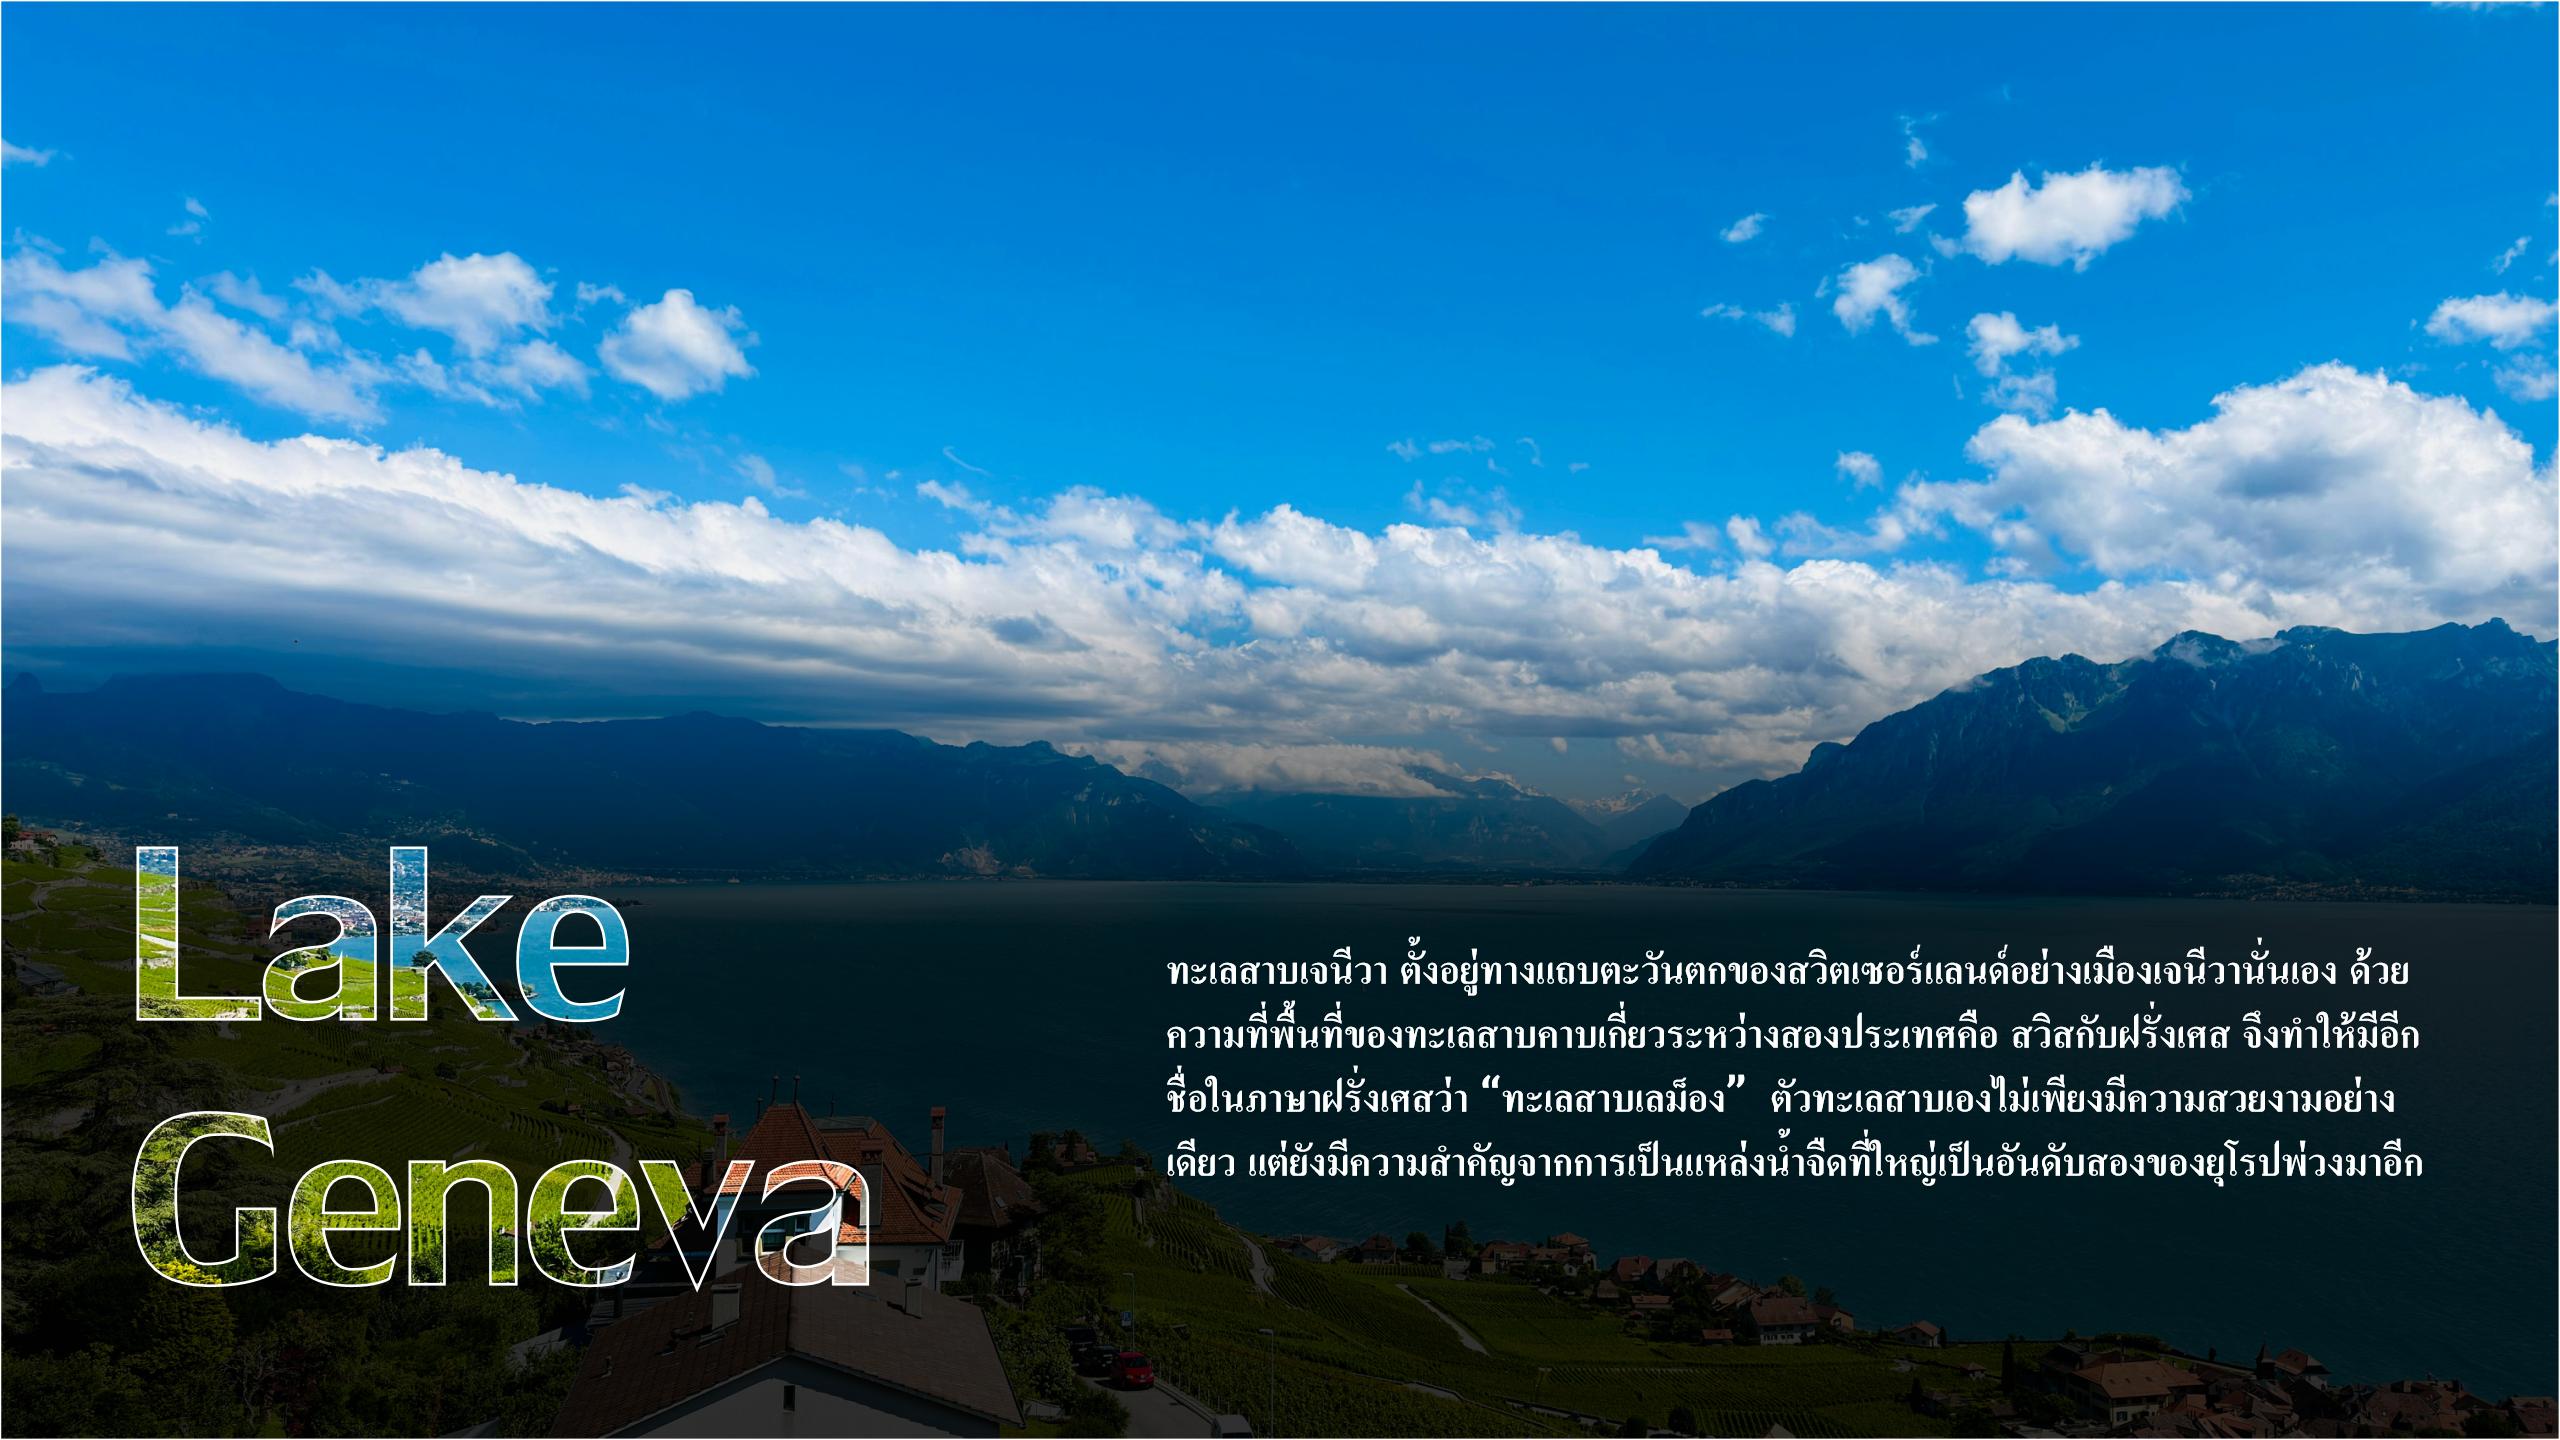 Lake
Geneva
ทะเลสาบเจนีวา ตั้งอยู่ทางแถบตะวันตกของสวิตเซอร์แลนด์อย่างเมืองเจนีวานั่นเอง ด้วย
ความที่พื้นที่ของทะเลสาบคาบเกี่ยวระหว่างสองประเทศคือ สวิสกับฝรั่งเศส จึงทำให้มีอีก
ชื่อในภาษาฝรั่งเศสว่า “ทะเลสาบเลม็อง”  ตัวทะเลสาบเองไม่เพียงมีความสวยงามอย่าง
เดียว แต่ยังมีความสำคัญจากการเป็นแหล่งน้ำจืดที่ใหญ่เป็นอันดับสองของยุโรปพ่วงมาอีก